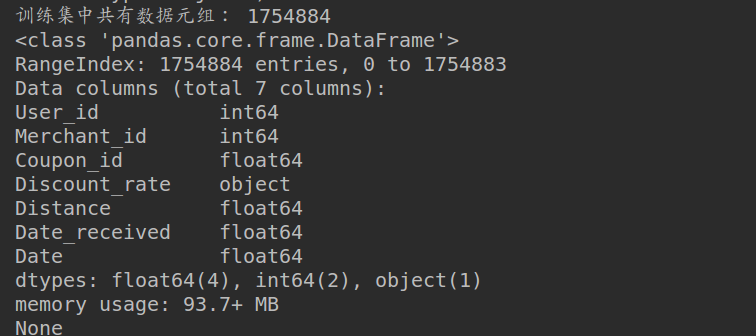 训练集中共有数据元组： 1754884
<class 'pandas.core.frame.DataFrame'>
RangeIndex: 1754884 entries, 0 to 1754883
Data columns (total 7 columns):
User_id          int64
Merchant_id      int64
Coupon_id        float64
Discount_rate    object
Distance         float64
Date_received    float64
Date             float64
dtypes: float64(4), int64(2), object(1)
memory usage: 93.7+ MB
None